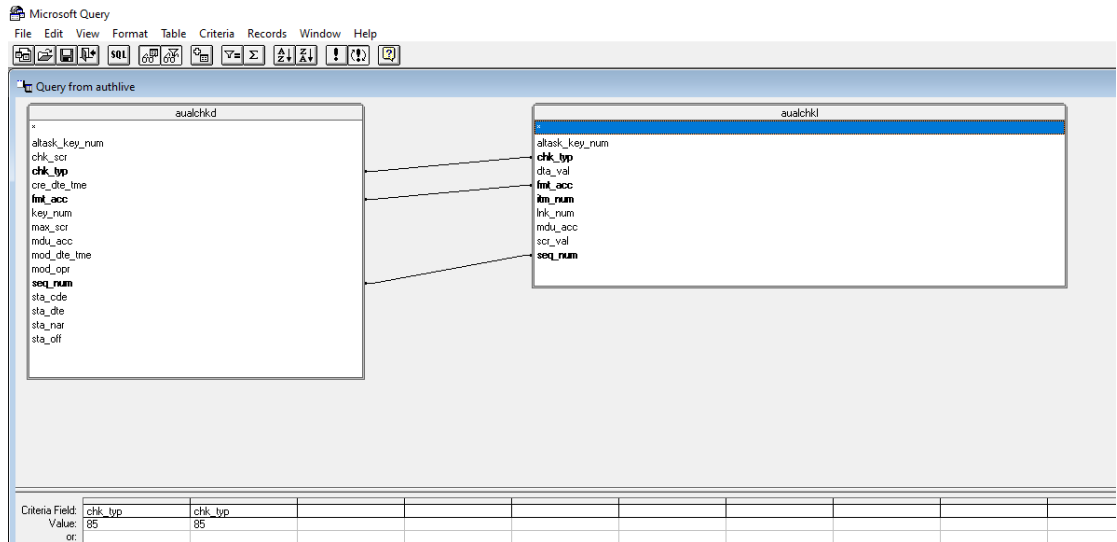 Microsoft Query
File Edit View Format Table Criteria Records Window Help
SQL
Query from authlive
aualchkd
*
altask_key_num
chk_scr
chk_typ
cre_dte_tme
fmt_acc
key_num
max_scr
mdu_acc
mod_dte_tme
mod_opr
seq_num
sta_cde
sta_dte
sta_nar
sta_off
aualchkl
*
altask_key_num
chk_typ
dta_val
fmt_acc
itm_num
lnk_num
mdu_acc
scr_val
seq_num
Criteria Field: chk_typ chk_typ
Value: 85 85
or: